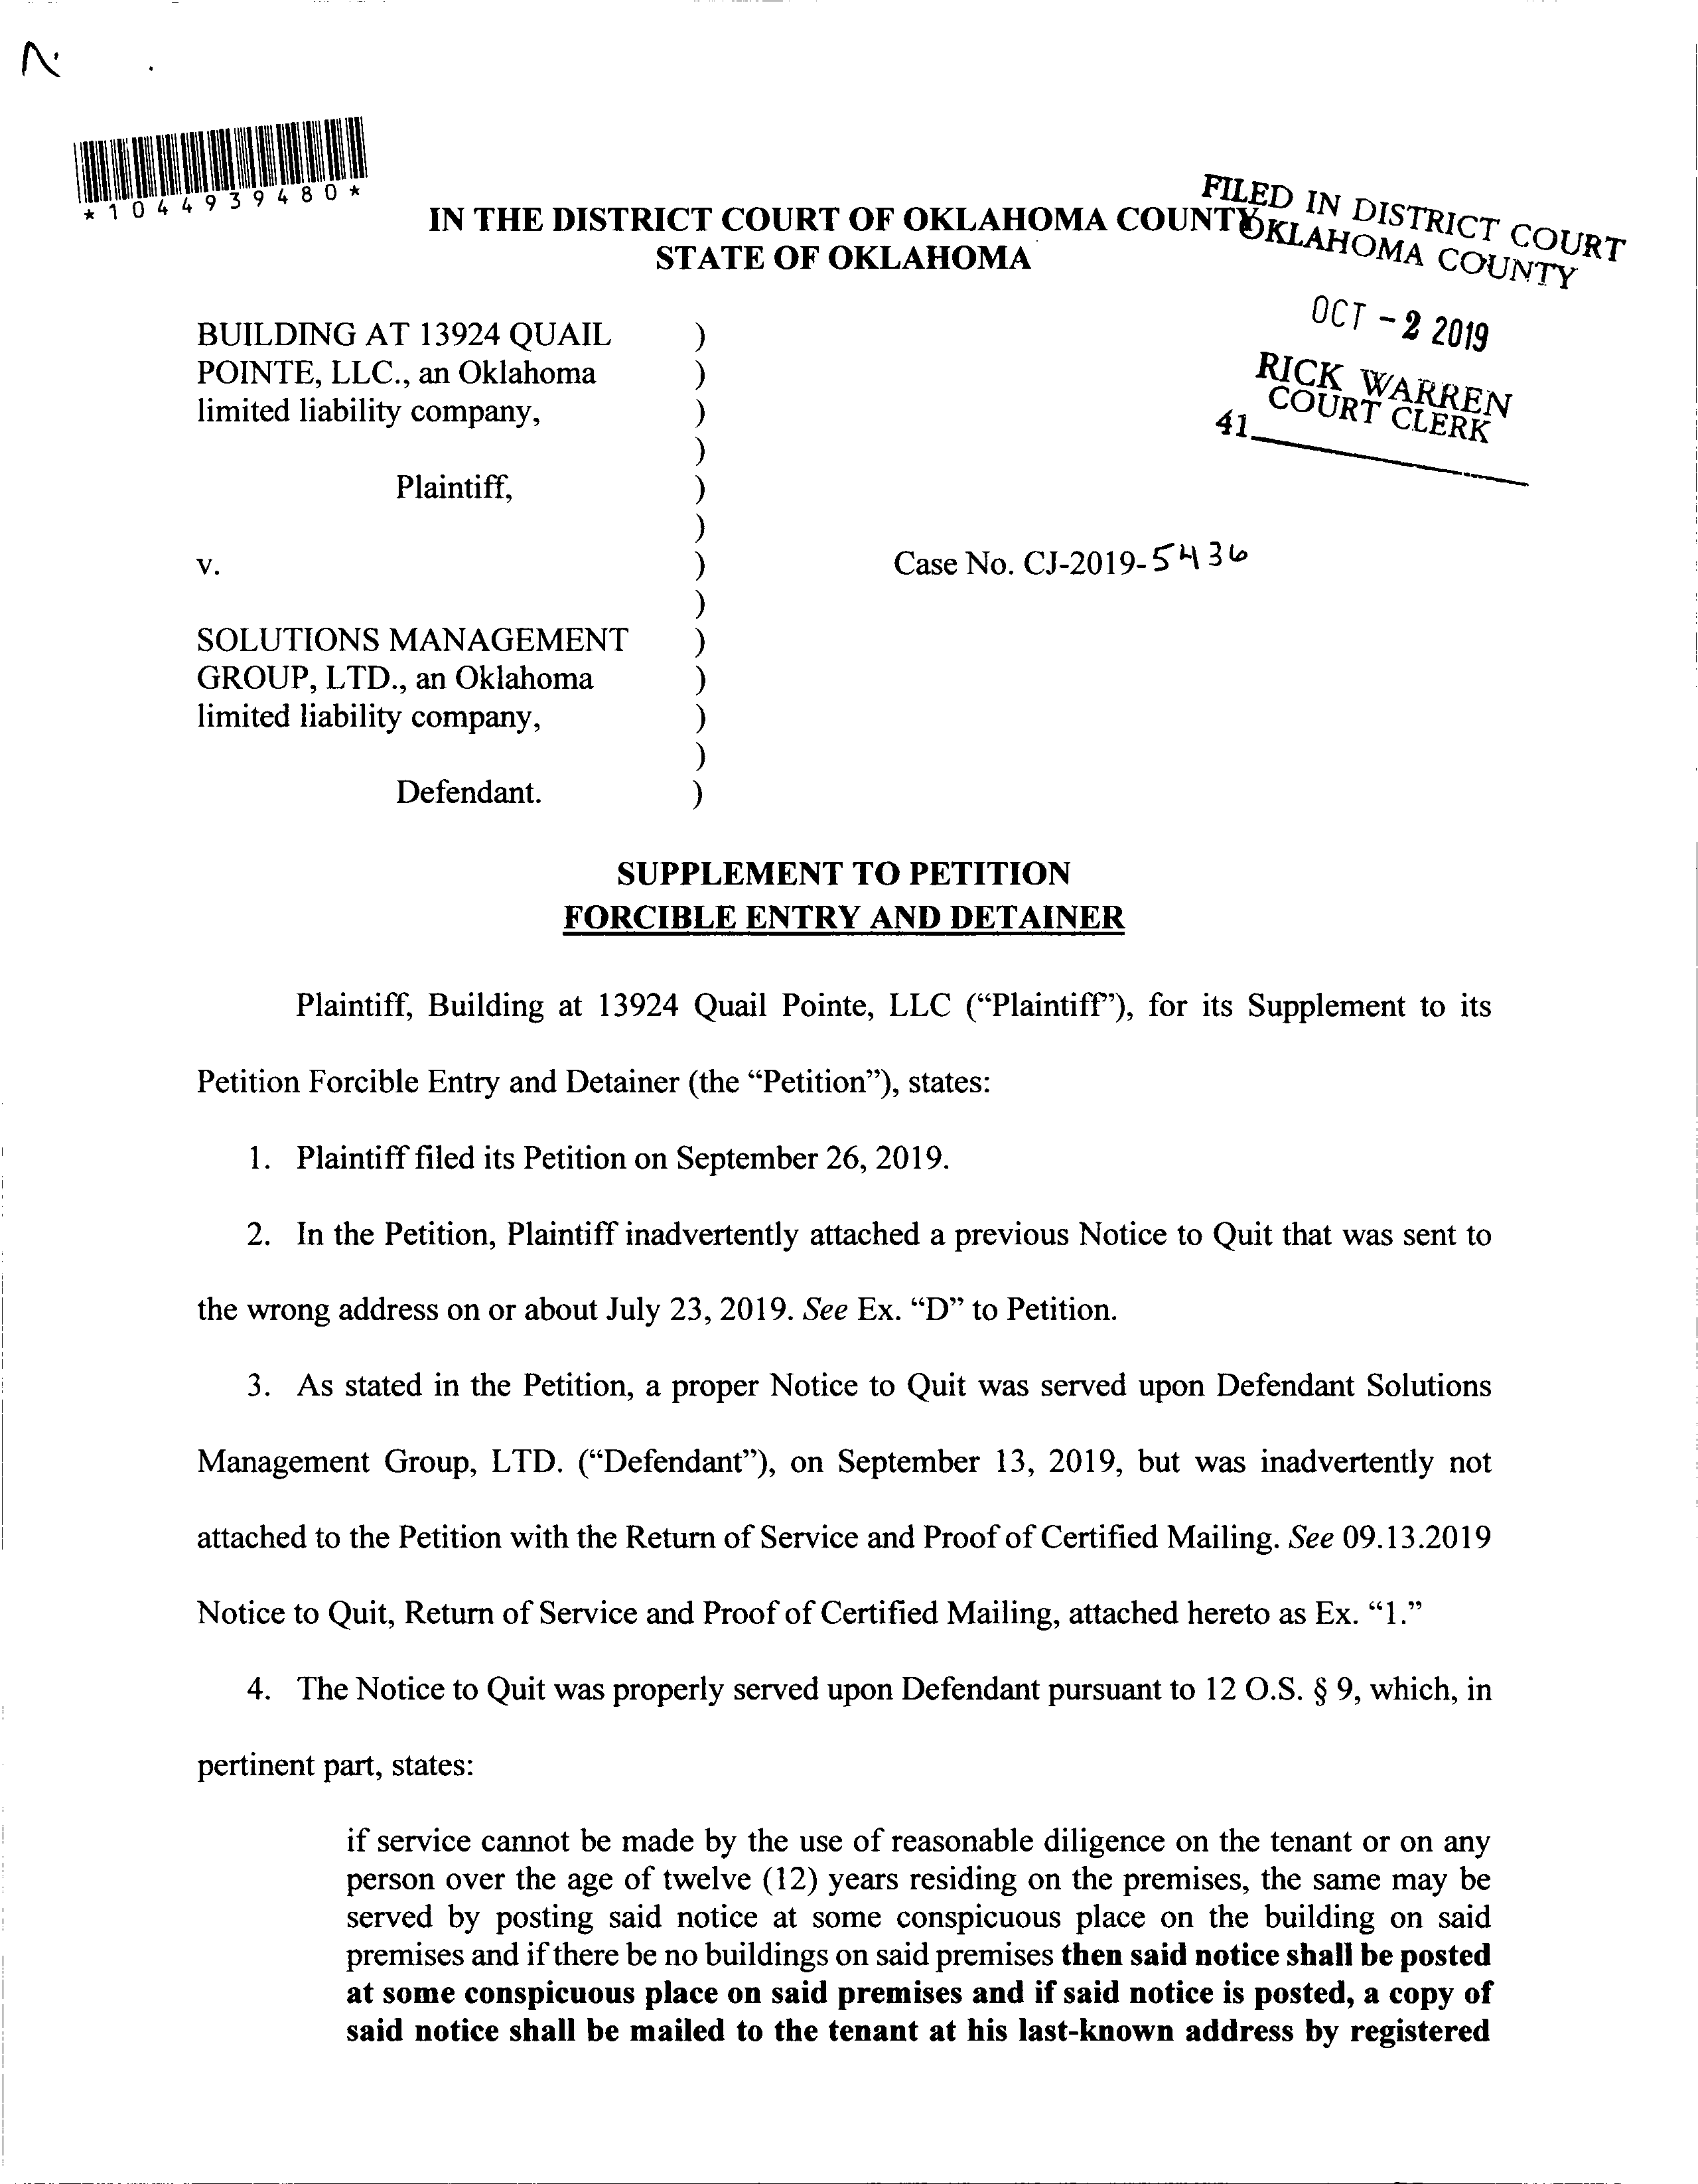 *1044939480*
FILED IN DISTRICT COURT
OKLAHOMA COUNTY
IN THE DISTRICT COURT OF OKLAHOMA COUNTY
STATE OF OKLAHOMA
OCT - 2 2019
RICK WARREN
COURT CLERK
41
BUILDING AT 13924 QUAIL )
POINTE, LLC., an Oklahoma )
limited liability company, )
)
Plaintiff, )
)
v. ) Case No. CJ-2019-5436
)
SOLUTIONS MANAGEMENT )
GROUP, LTD., an Oklahoma )
limited liability company, )
)
Defendant. )
SUPPLEMENT TO PETITION
FORCIBLE ENTRY AND DETAINER
Plaintiff, Building at 13924 Quail Pointe, LLC (“Plaintiff”), for its Supplement to its
Petition Forcible Entry and Detainer (the “Petition”), states:
1. Plaintiff filed its Petition on September 26, 2019.
2. In the Petition, Plaintiff inadvertently attached a previous Notice to Quit that was sent to
the wrong address on or about July 23, 2019. See Ex. “D” to Petition.
3. As stated in the Petition, a proper Notice to Quit was served upon Defendant Solutions
Management Group, LTD. (“Defendant”), on September 13, 2019, but was inadvertently not
attached to the Petition with the Return of Service and Proof of Certified Mailing. See 09.13.2019
Notice to Quit, Return of Service and Proof of Certified Mailing, attached hereto as Ex. “1.”
4. The Notice to Quit was properly served upon Defendant pursuant to 12 O.S. § 9, which, in
pertinent part, states:
if service cannot be made by the use of reasonable diligence on the tenant or on any
person over the age of twelve (12) years residing on the premises, the same may be
served by posting said notice at some conspicuous place on the building on said
premises and if there be no buildings on said premises then said notice shall be posted
at some conspicuous place on said premises and if said notice is posted, a copy of
said notice shall be mailed to the tenant at his last-known address by registered